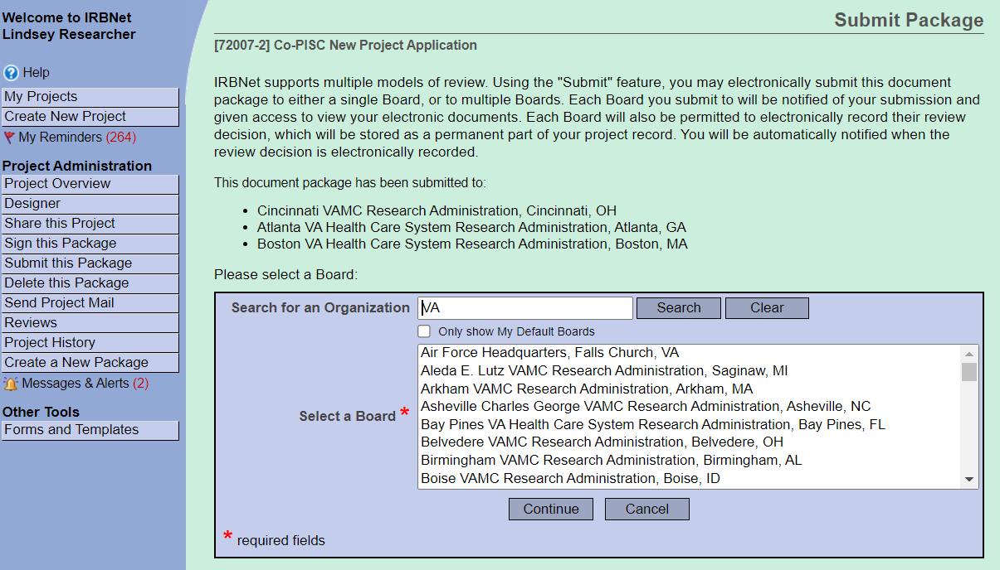 Welcome to IRBNet
Lindsey Researcher
Help
My Projects
Create New Project
My Reminders (264)
Project Administration
Project Overview
Designer
Share this Project
Sign this Package
Submit this Package
Delete this Package
Send Project Mail
Reviews
Project History
Create a New Package
Messages & Alerts (2)
Other Tools
Forms and Templates
Submit Package
[72007-2] Co-PISC New Project Application
IRBNet supports multiple models of review. Using the "Submit" feature, you may electronically submit this document
package to either a single Board, or to multiple Boards. Each Board you submit to will be notified of your submission and
given access to view your electronic documents. Each Board will also be permitted to electronically record their review
decision, which will be stored as a permanent part of your project record. You will be automatically notified when the
review decision is electronically recorded.
This document package has been submitted to:
• Cincinnati VAMC Research Administration, Cincinnati, OH
• Atlanta VA Health Care System Research Administration, Atlanta, GA
• Boston VA Health Care System Research Administration, Boston, MA
Please select a Board:
Search for an Organization VA Search Clear
Only show My Default Boards
Select a Board *
Air Force Headquarters, Falls Church, VA
Aleda E. Lutz VAMC Research Administration, Saginaw, MI
Arkham VAMC Research Administration, Arkham, MA
Asheville Charles George VAMC Research Administration, Asheville, NC
Bay Pines VA Health Care System Research Administration, Bay Pines, FL
Belvedere VAMC Research Administration, Belvedere, OH
Birmingham VAMC Research Administration, Birmingham, AL
Boise VAMC Research Administration, Boise, ID
Continue Cancel
* required fields